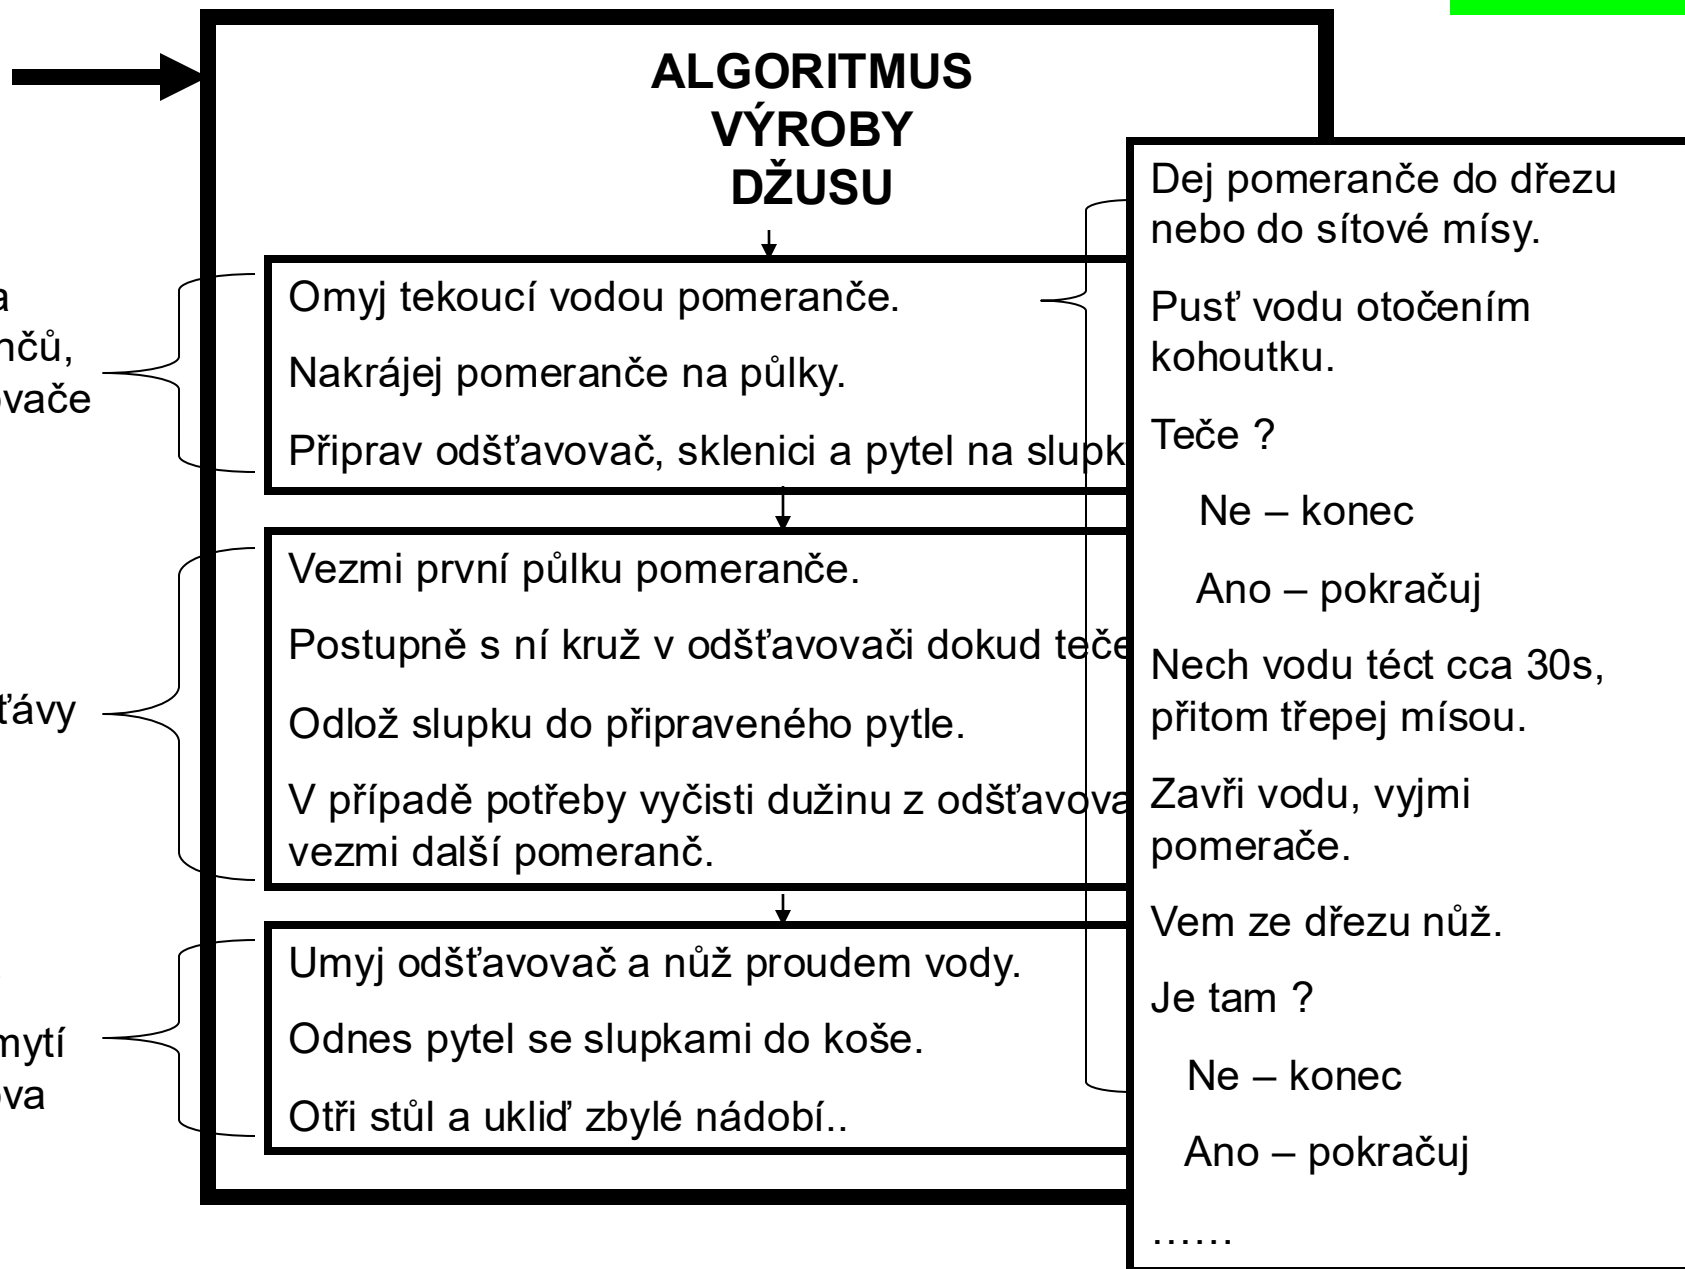 ALGORITMUS
VÝROBY
DŽUSU
Omyj tekoucí vodou pomeranče.
Nakrájej pomeranče na půlky.
Připrav odšťavovač, sklenici a pytel na slupk
Vezmi první půlku pomeranče.
Postupně s ní kruž v odšťavovači dokud teče
Odlož slupku do připraveného pytle.
V případě potřeby vyčisti dužinu z odšťavova
vezmi další pomeranč.
Umyj odšťavovač a nůž proudem vody.
Odnes pytel se slupkami do koše.
Otři stůl a ukliď zbylé nádobí..
a
nčů,
ovače
ťávy
mytí
ova
Dej pomeranče do dřezu
nebo do sítové mísy.
Pusť vodu otočením
kohoutku.
Teče ?
Ne – konec
Ano – pokračuj
Nech vodu téct cca 30s,
přitom třepej mísou.
Zavři vodu, vyjmi
pomerače.
Vem ze dřezu nůž.
Je tam ?
Ne – konec
Ano – pokračuj
……